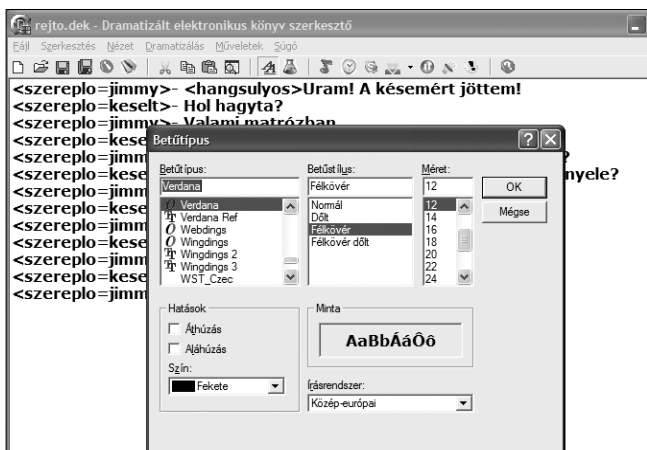 rejto.dek - Dramatizált elektronikus könyv szerkesztő
Fájl Szerkesztés Nézet Dramatizálás Műveletek Súgó
<szereplo=jimmy>- <hangsulyos>Uram! A késemért jöttem!
<szereplo=keselt>- Hol hagyta?
<szereplo=jimmy>- Valami matrózban
<szereplo=kese
<szereplo=jimm ?
<szereplo=kese nyele?
<szereplo=jimm
<szereplo=kese
<szereplo=jimm
<szereplo=kese
<szereplo=jimm
<szereplo=kese
<szereplo=jimm
Betűtípus
Betűtípus:
Verdana
Verdana
Verdana Ref
Webdings
Wingdings
Wingdings 2
Wingdings 3
WST_Czec
Betűstílus:
Félkövér
Normál
Dőlt
Félkövér
Félkövér dőlt
Méret:
12
12
14
16
18
20
22
24
OK
Mégse
Hatások
Áthúzás
Aláhúzás
Szín:
Fekete
Minta
AaBbÁáÔô
Írásrendszer:
Közép-európai